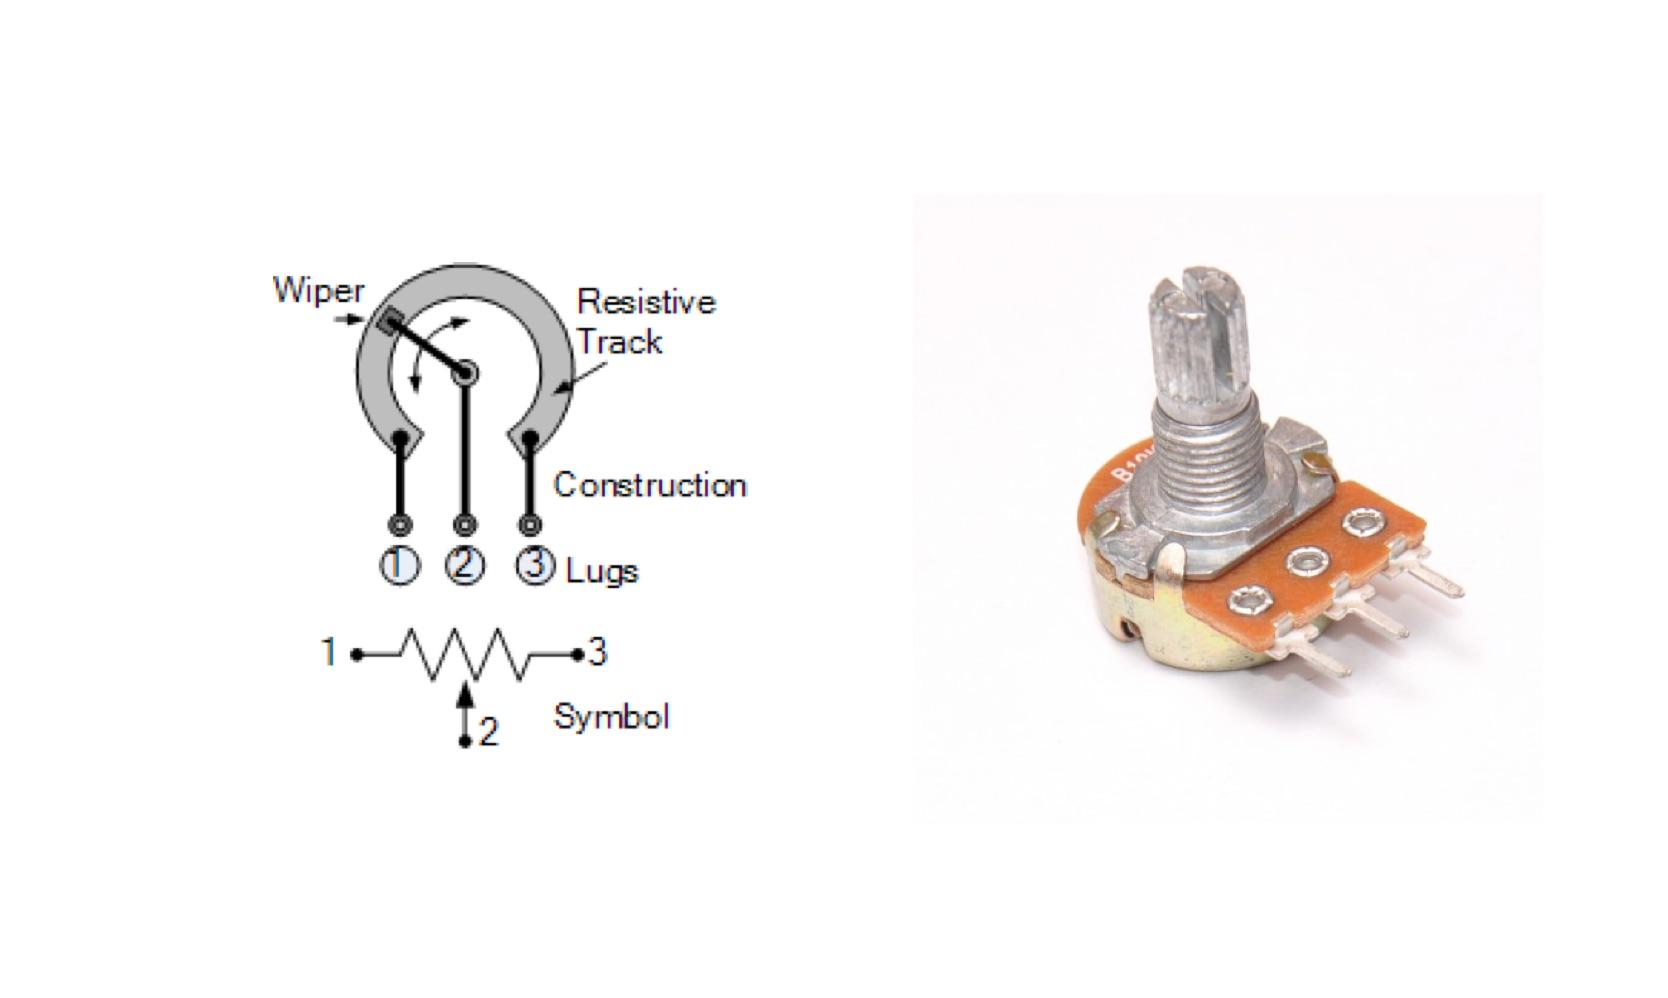 Wiper
Resistive
Track
Construction
1 2 3 Lugs
1 3
2
Symbol